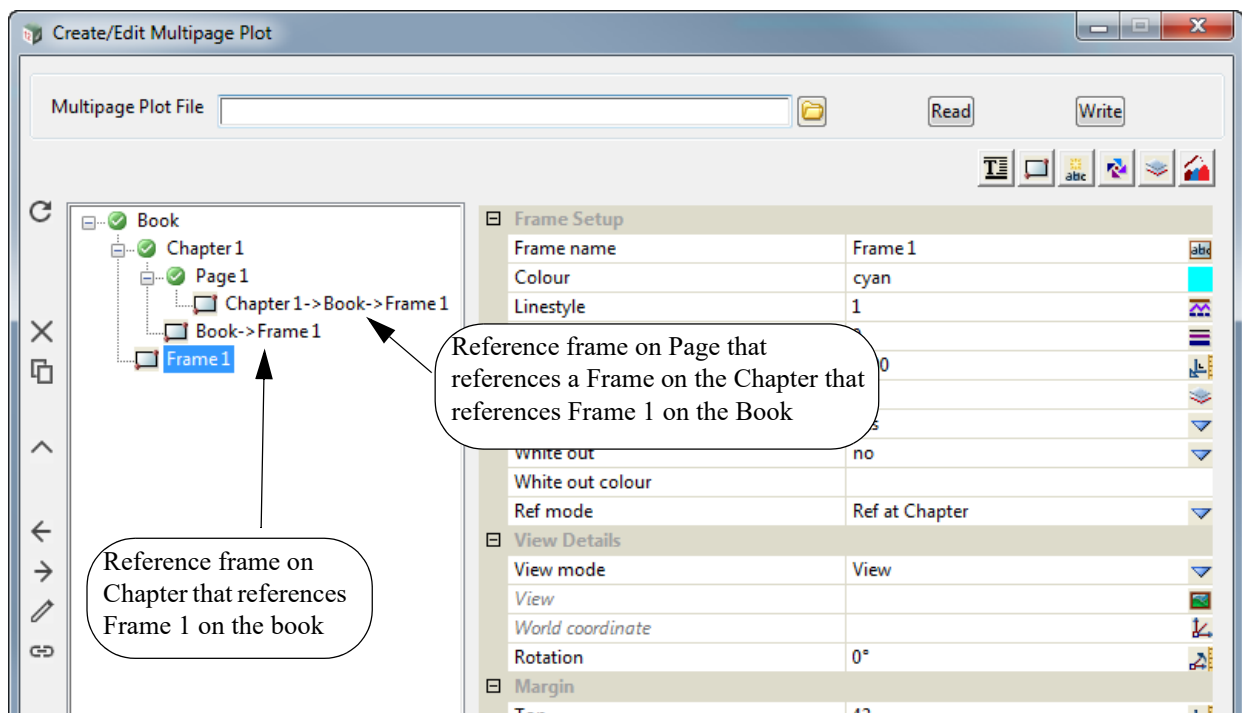 Create/Edit Multipage Plot
Multipage Plot File
Read
Write
T
abc
Book
Chapter 1
Page 1
Chapter 1->Book->Frame 1
Book->Frame 1
Frame 1
Frame Setup
Frame name Frame 1
abc
Colour cyan
Linestyle 1
Reference frame on Page that
references a Frame on the Chapter that
references Frame 1 on the Book
White out no
White out colour
Ref mode Ref at Chapter
View Details
View mode View
View
World coordinate
Rotation 0°
Margin
Reference frame on
Chapter that references
Frame 1 on the book